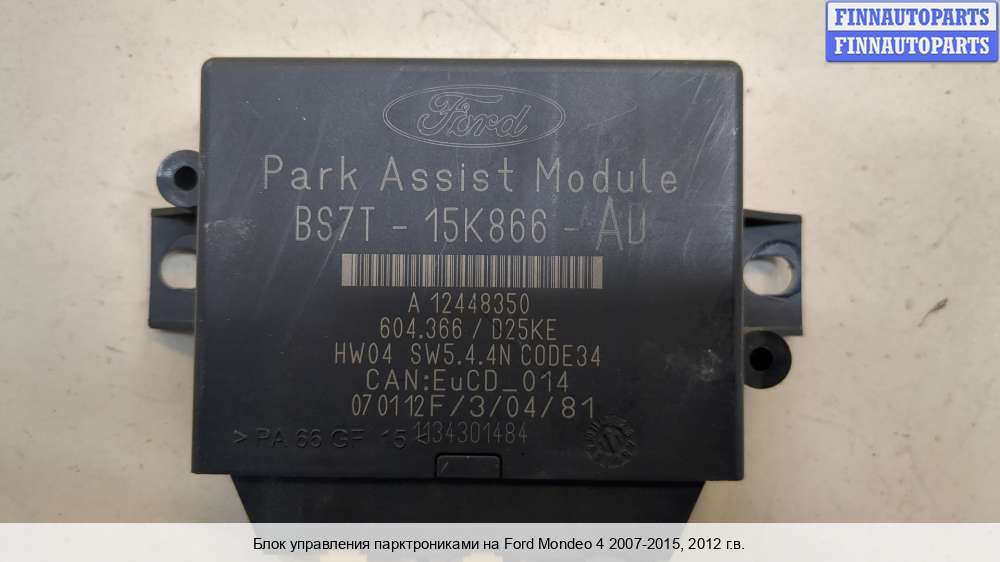 FINNAUTOPARTS
FINNAUTOPARTS
Ford
Park Assist Module
BS7T - 15K866 - AU
A 12448350
604.366 / D25KE
HW04 SW5.4.4N CODE34
CAN:EuCD_014
070112F/3/04/81
> PA 66 GF 15 <
1134301484
Блок управления парктрониками на Ford Mondeo 4 2007-2015, 2012 г.в.